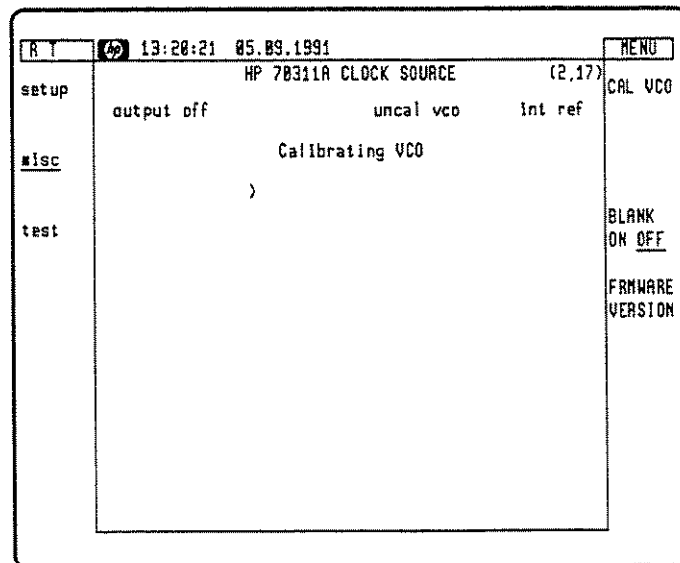 R T hp 13:20:21 05.09.1991 MENU
HP 70311A CLOCK SOURCE (2,17)
setup
CAL VCO
output off uncal vco int ref
misc
Calibrating VCO
>
test
BLANK
ON OFF
FRMWARE
VERSION